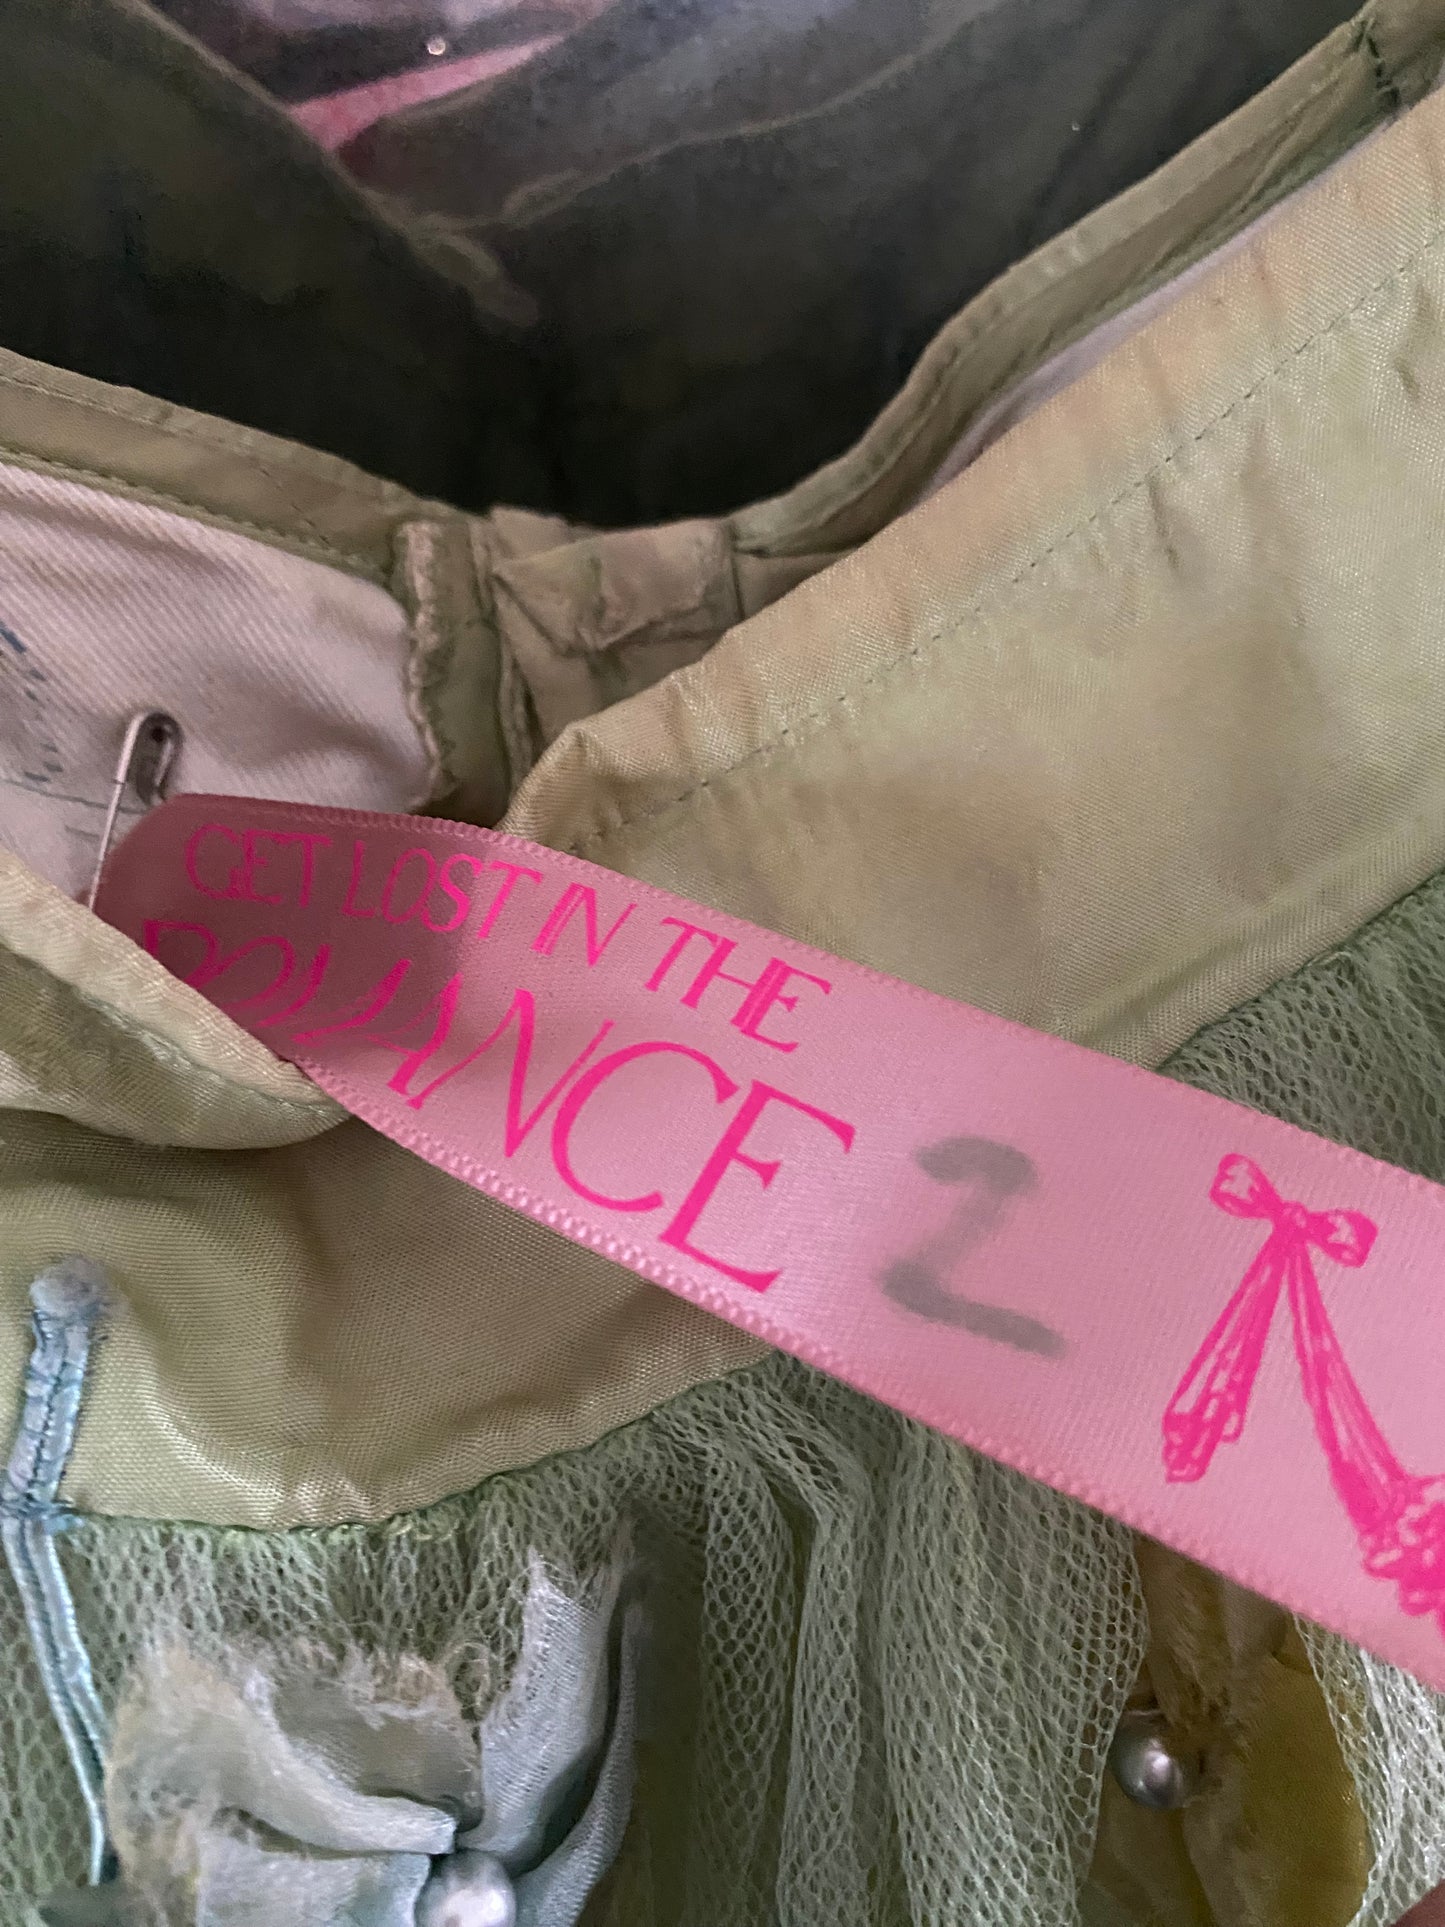 GET LOST IN THE
ROMANCE
2